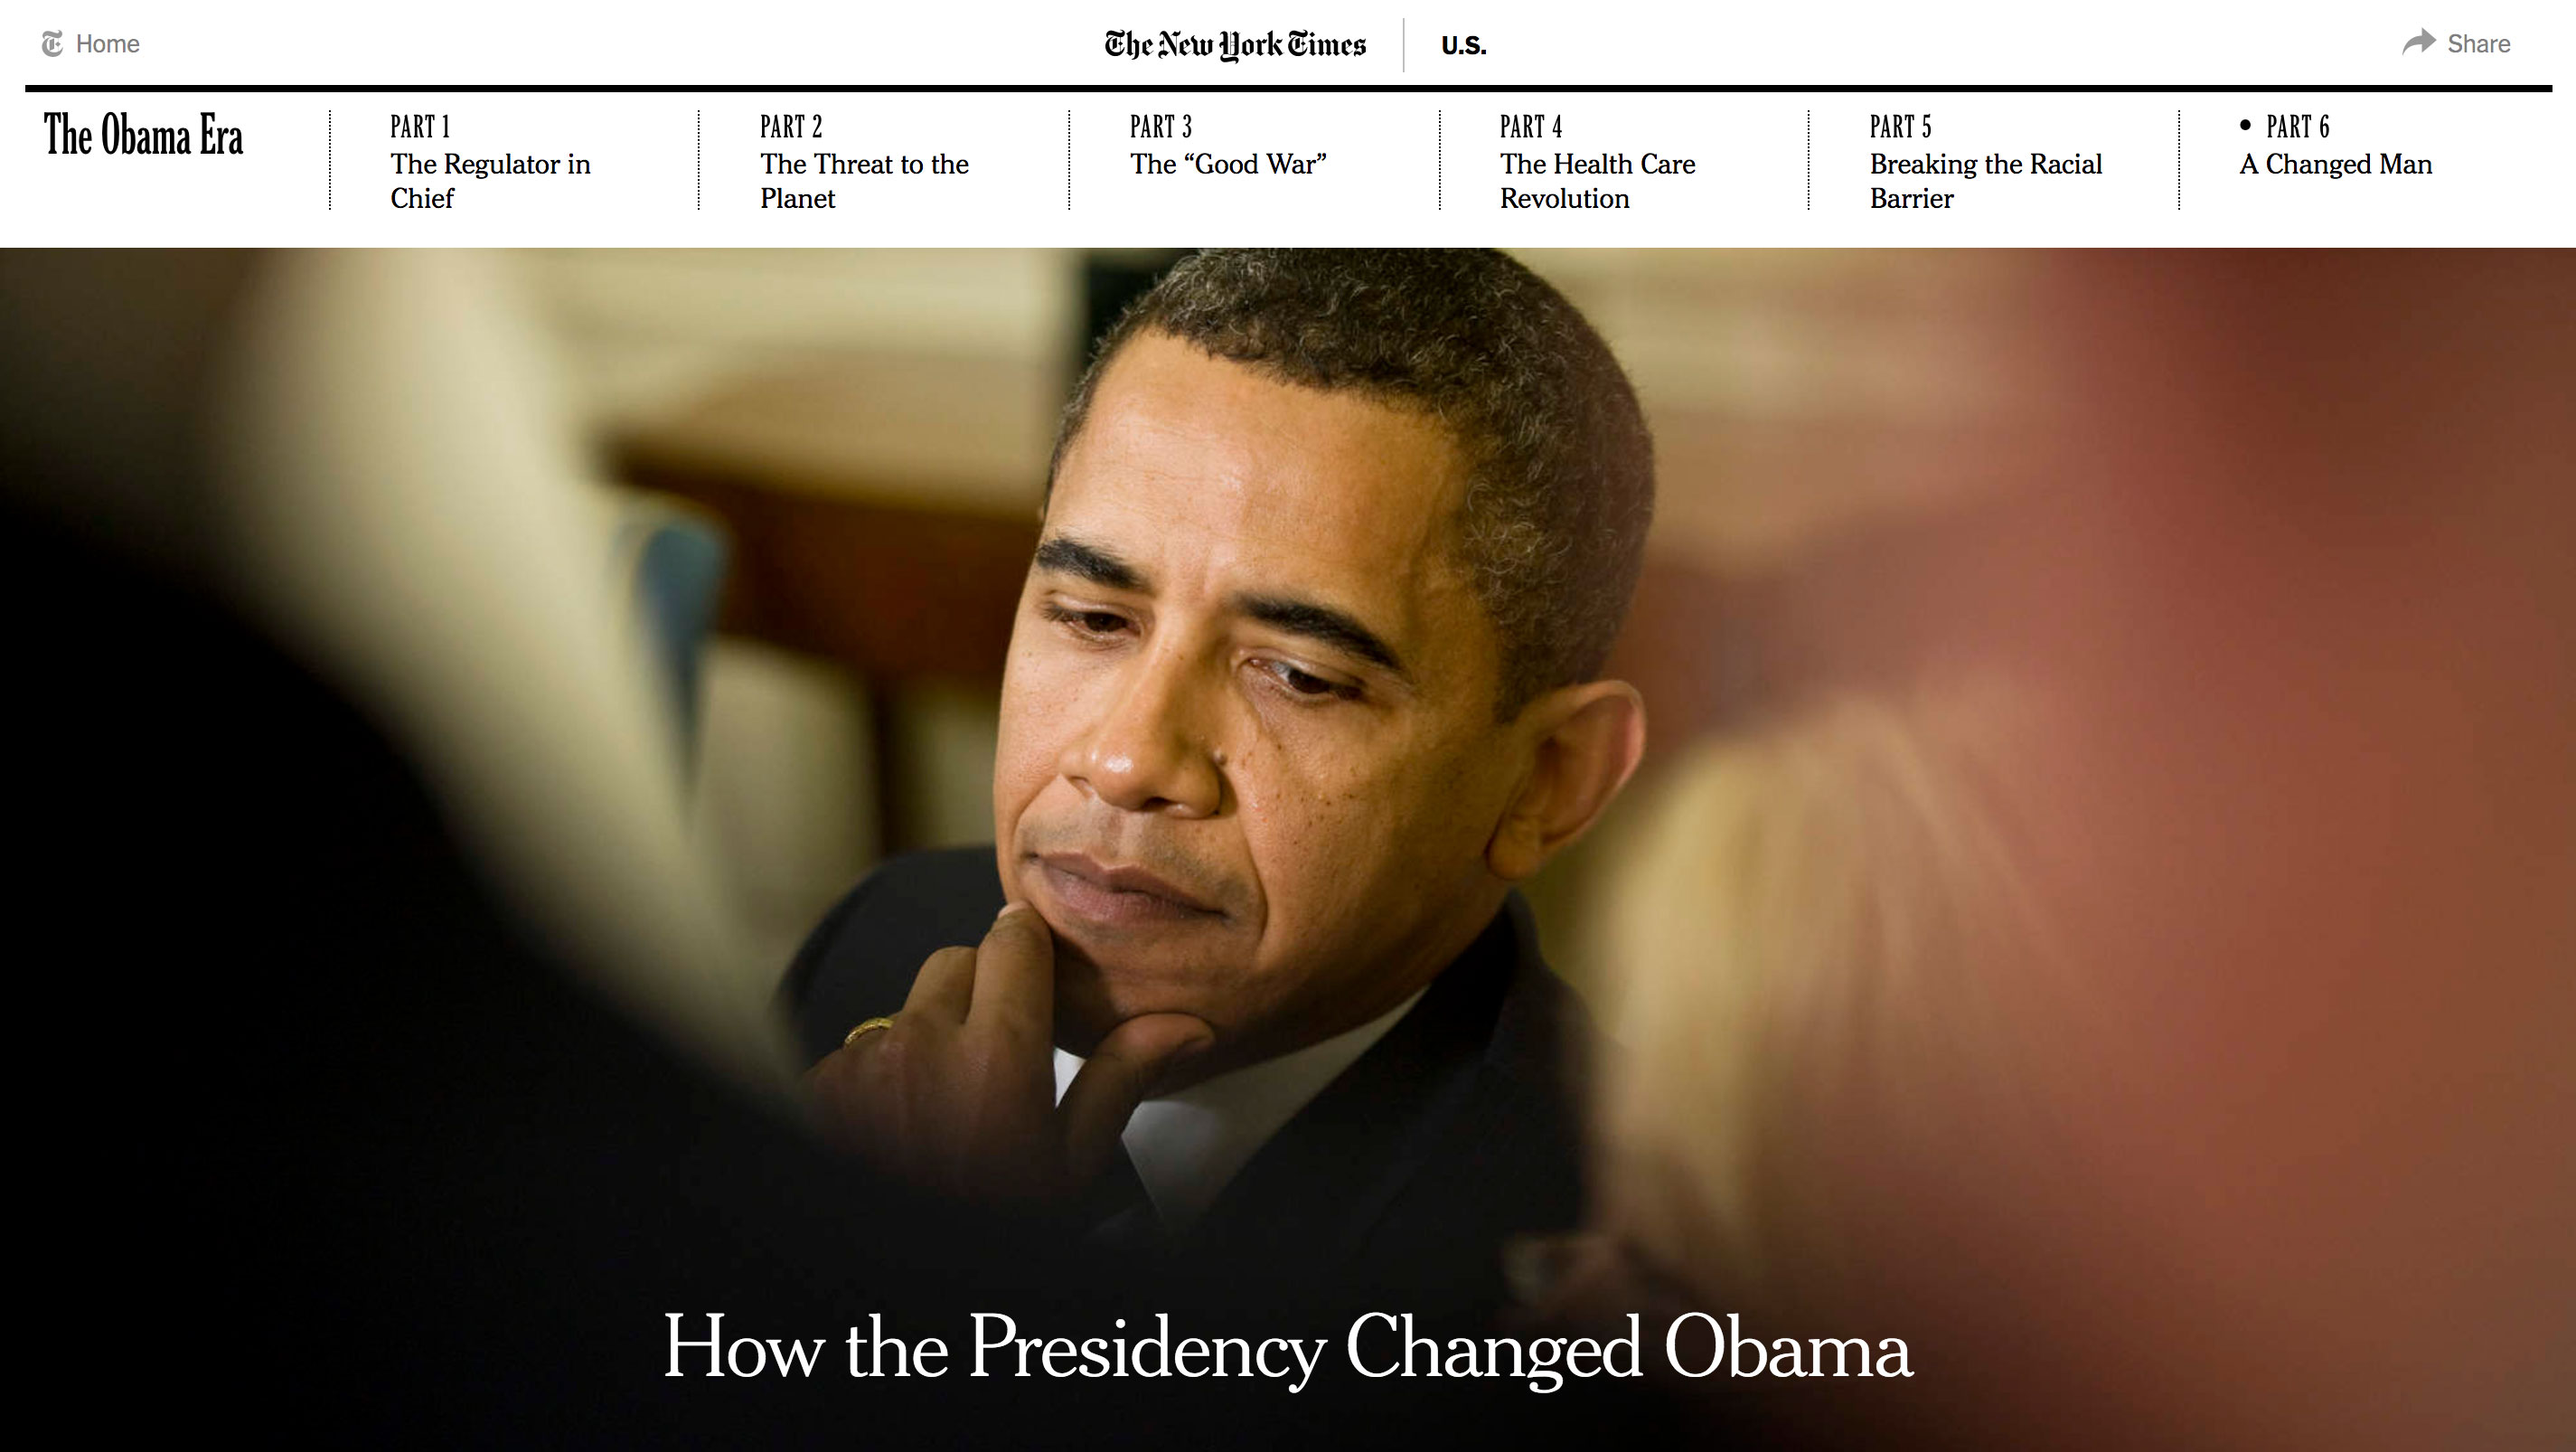 Home
The New York Times
U.S.
Share
The Obama Era
PART 1
The Regulator in
Chief
PART 2
The Threat to the
Planet
PART 3
The “Good War”
PART 4
The Health Care
Revolution
PART 5
Breaking the Racial
Barrier
• PART 6
A Changed Man
How the Presidency Changed Obama